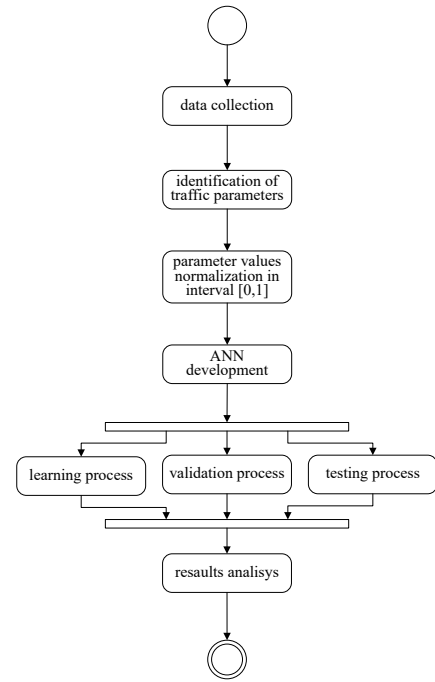 data collection
identification of
traffic parameters
parameter values
normalization in
interval [0,1]
ANN
development
learning process
validation process
testing process
resaults analisys